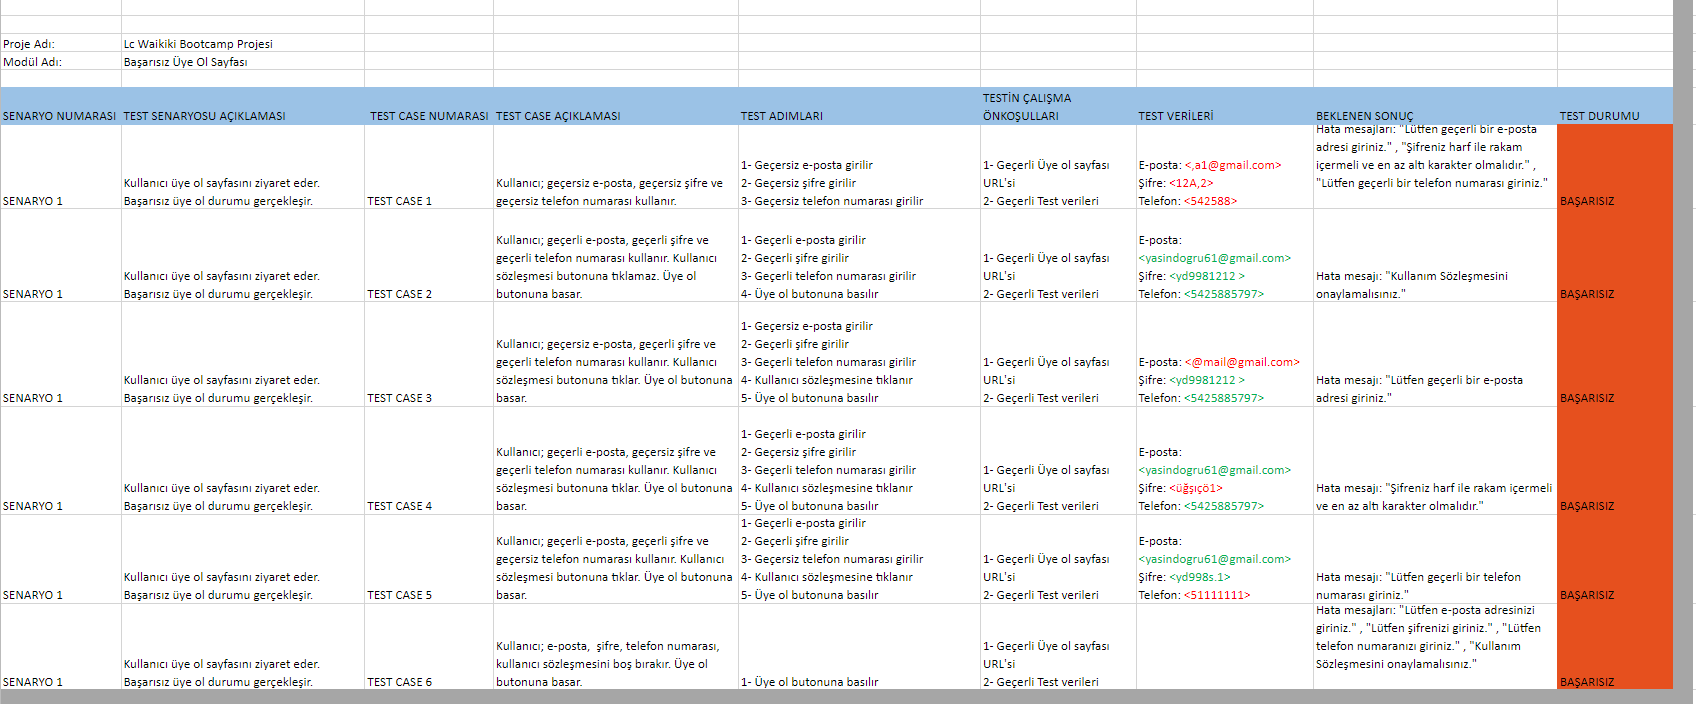 Proje Adı: Lc Waikiki Bootcamp Projesi
Modül Adı: Başarısız Üye Ol Sayfası
SENARYO NUMARASI
TEST SENARYOSU AÇIKLAMASI
TEST CASE NUMARASI
TEST CASE AÇIKLAMASI
TEST ADIMLARI
TESTİN ÇALIŞMA
ÖNKOŞULLARI
TEST VERİLERİ
BEKLENEN SONUÇ
TEST DURUMU
SENARYO 1
Kullanıcı üye ol sayfasını ziyaret eder.
Başarısız üye ol durumu gerçekleşir.
TEST CASE 1
Kullanıcı; geçersiz e-posta, geçersiz şifre ve
geçersiz telefon numarası kullanır.
1- Geçersiz e-posta girilir
2- Geçersiz şifre girilir
3- Geçersiz telefon numarası girilir
1- Geçerli Üye ol sayfası
URL'si
2- Geçerli Test verileri
E-posta: <,a1@gmail.com>
Şifre: <12A,2>
Telefon: <542588>
Hata mesajları: "Lütfen geçerli bir e-posta
adresi giriniz." , "Şifreniz harf ile rakam
içermeli ve en az altı karakter olmalıdır." ,
"Lütfen geçerli bir telefon numarası giriniz."
BAŞARISIZ
SENARYO 1
Kullanıcı üye ol sayfasını ziyaret eder.
Başarısız üye ol durumu gerçekleşir.
TEST CASE 2
Kullanıcı; geçerli e-posta, geçerli şifre ve
geçerli telefon numarası kullanır. Kullanıcı
sözleşmesi butonuna tıklamaz. Üye ol
butonuna basar.
1- Geçerli e-posta girilir
2- Geçerli şifre girilir
3- Geçerli telefon numarası girilir
4- Üye ol butonuna basılır
1- Geçerli Üye ol sayfası
URL'si
2- Geçerli Test verileri
E-posta:
<yasindogru61@gmail.com>
Şifre: <yd9981212 >
Telefon: <5425885797>
Hata mesajı: "Kullanım Sözleşmesini
onaylamalısınız."
BAŞARISIZ
SENARYO 1
Kullanıcı üye ol sayfasını ziyaret eder.
Başarısız üye ol durumu gerçekleşir.
TEST CASE 3
Kullanıcı; geçersiz e-posta, geçerli şifre ve
geçerli telefon numarası kullanır. Kullanıcı
sözleşmesi butonuna tıklar. Üye ol butonuna
basar.
1- Geçersiz e-posta girilir
2- Geçerli şifre girilir
3- Geçerli telefon numarası girilir
4- Kullanıcı sözleşmesine tıklanır
5- Üye ol butonuna basılır
1- Geçerli Üye ol sayfası
URL'si
2- Geçerli Test verileri
E-posta: <@mail@gmail.com>
Şifre: <yd9981212 >
Telefon: <5425885797>
Hata mesajı: "Lütfen geçerli bir e-posta
adresi giriniz."
BAŞARISIZ
SENARYO 1
Kullanıcı üye ol sayfasını ziyaret eder.
Başarısız üye ol durumu gerçekleşir.
TEST CASE 4
Kullanıcı; geçerli e-posta, geçersiz şifre ve
geçerli telefon numarası kullanır. Kullanıcı
sözleşmesi butonuna tıklar. Üye ol butonuna
basar.
1- Geçerli e-posta girilir
2- Geçersiz şifre girilir
3- Geçerli telefon numarası girilir
4- Kullanıcı sözleşmesine tıklanır
5- Üye ol butonuna basılır
1- Geçerli Üye ol sayfası
URL'si
2- Geçerli Test verileri
E-posta:
<yasindogru61@gmail.com>
Şifre: <üğşıçö1>
Telefon: <5425885797>
Hata mesajı: "Şifreniz harf ile rakam içermeli
ve en az altı karakter olmalıdır."
BAŞARISIZ
SENARYO 1
Kullanıcı üye ol sayfasını ziyaret eder.
Başarısız üye ol durumu gerçekleşir.
TEST CASE 5
Kullanıcı; geçerli e-posta, geçerli şifre ve
geçersiz telefon numarası kullanır. Kullanıcı
sözleşmesi butonuna tıklar. Üye ol butonuna
basar.
1- Geçerli e-posta girilir
2- Geçerli şifre girilir
3- Geçersiz telefon numarası girilir
4- Kullanıcı sözleşmesine tıklanır
5- Üye ol butonuna basılır
1- Geçerli Üye ol sayfası
URL'si
2- Geçerli Test verileri
E-posta:
<yasindogru61@gmail.com>
Şifre: <yd998s.1>
Telefon: <51111111>
Hata mesajı: "Lütfen geçerli bir telefon
numarası giriniz."
BAŞARISIZ
SENARYO 1
Kullanıcı üye ol sayfasını ziyaret eder.
Başarısız üye ol durumu gerçekleşir.
TEST CASE 6
Kullanıcı; e-posta,  şifre, telefon numarası,
kullanıcı sözleşmesini boş bırakır. Üye ol
butonuna basar.
1- Üye ol butonuna basılır
1- Geçerli Üye ol sayfası
URL'si
2- Geçerli Test verileri
Hata mesajları: "Lütfen e-posta adresinizi
giriniz." , "Lütfen şifrenizi giriniz." , "Lütfen
telefon numaranızı giriniz." , "Kullanım
Sözleşmesini onaylamalısınız."
BAŞARISIZ